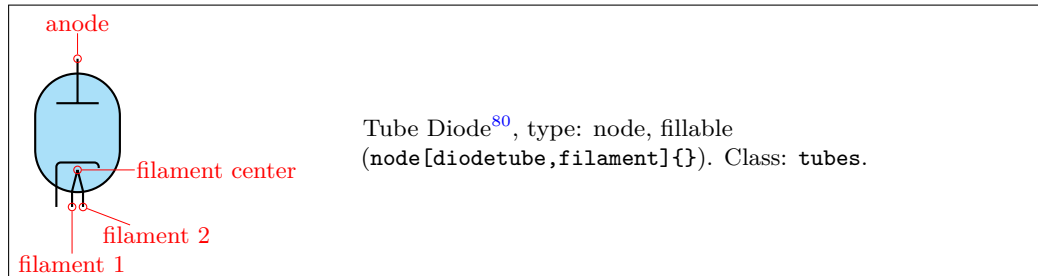 anode
Tube Diode80, type: node, fillable
(node[diodetube,filament]{}). Class: tubes.
filament center
filament 2
filament 1